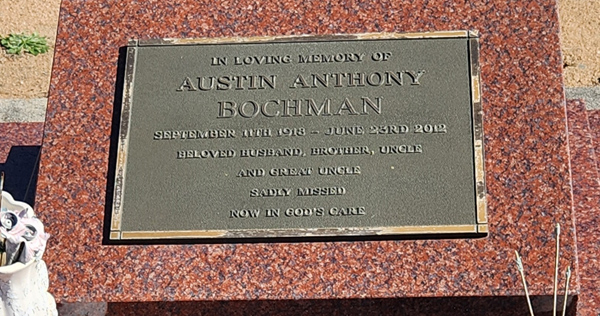 IN LOVING MEMORY OF
AUSTIN ANTHONY
BOCHMAN
SEPTEMBER 11TH 1918 - JUNE 23RD 2012
BELOVED HUSBAND, BROTHER, UNCLE
AND GREAT UNCLE
SADLY MISSED
NOW IN GOD'S CARE